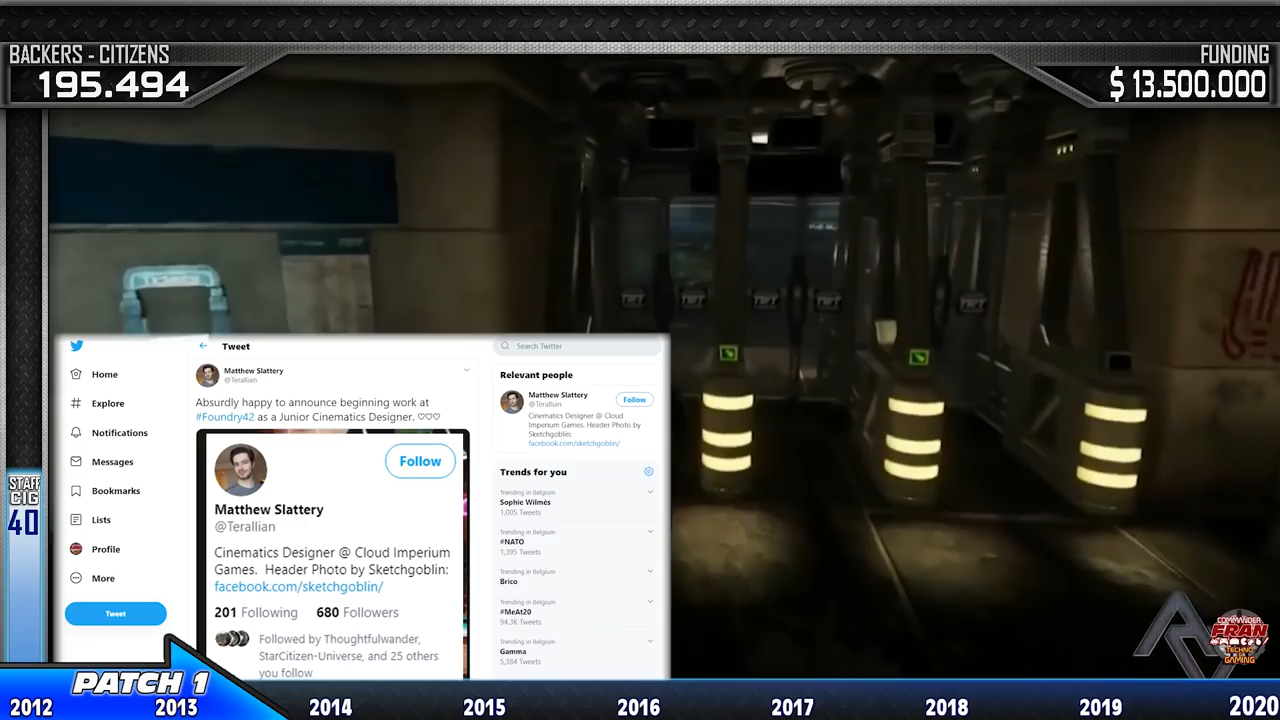 BACKERS - CITIZENS
195.494
FUNDING
$ 13.500.000
STAFF
CIG
40
Home
Explore
Notifications
Messages
Bookmarks
Lists
Profile
More
Tweet
Tweet
Matthew Slattery
@Terallian
Absurdly happy to announce beginning work at
#Foundry42 as a Junior Cinematics Designer. ♡♡♡
Follow
Matthew Slattery
@Terallian
Cinematics Designer @ Cloud Imperium
Games. Header Photo by Sketchgoblin:
facebook.com/sketchgoblin/
201 Following 680 Followers
Followed by Thoughtfulwander,
StarCitizen-Universe, and 25 others
you follow
Search Twitter
Relevant people
Matthew Slattery
@Terallian
Follow
Cinematics Designer @ Cloud
Imperium Games. Header Photo by
Sketchgoblin:
facebook.com/sketchgoblin/
Trends for you
Trending in Belgium
Sophie Wilmès
1,005 Tweets
Trending in Belgium
#NATO
1,395 Tweets
Trending in Belgium
Brico
Trending in Belgium
#MeAt20
94.3K Tweets
Trending in Belgium
Gamma
5,384 Tweets
COMMANDER
FRAN
TECHNO
GAMING
PATCH 1
2012 2013 2014 2015 2016 2017 2018 2019 2020